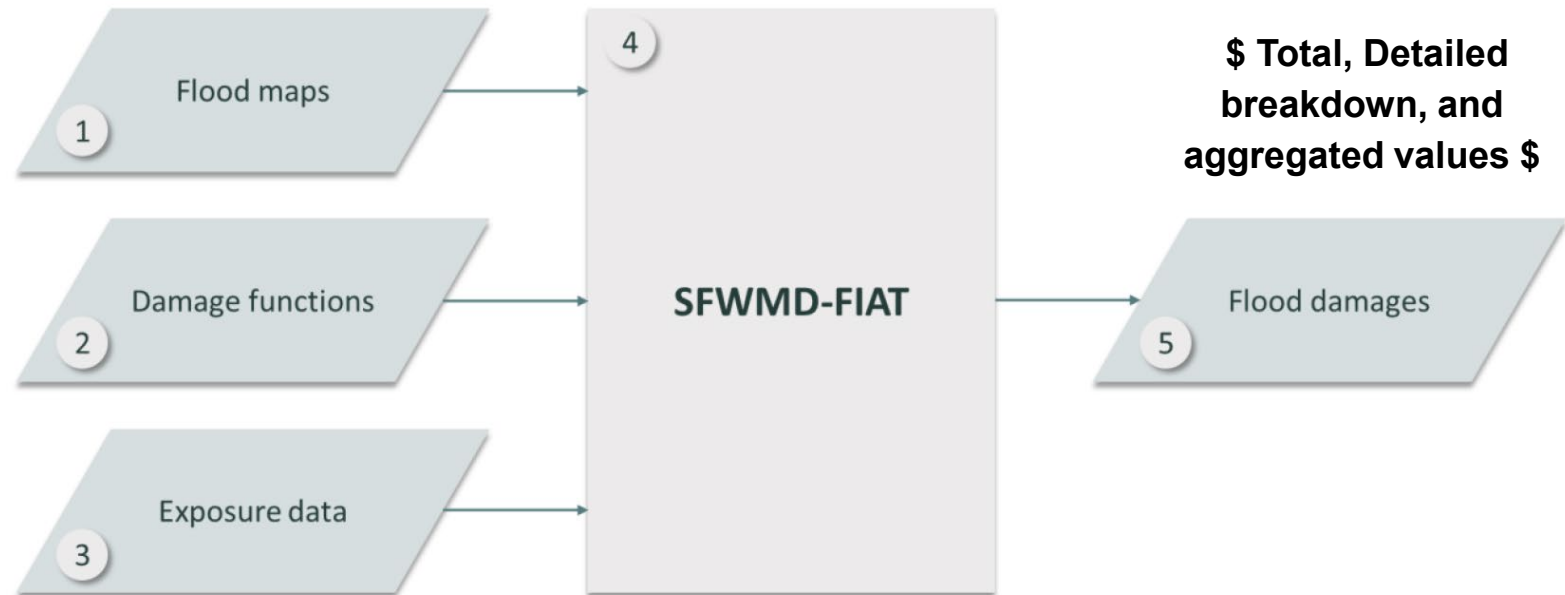 Flood maps
1
Damage functions
2
Exposure data
3
4
SFWMD-FIAT
$ Total, Detailed
breakdown, and
aggregated values $
Flood damages
5